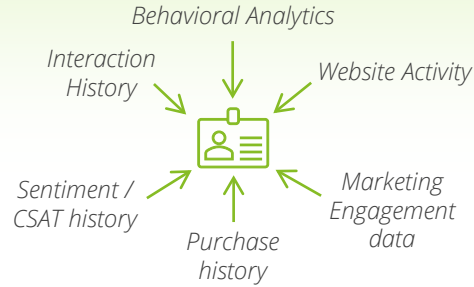 Behavioral Analytics
Interaction
History
Website Activity
Sentiment /
CSAT history
Marketing
Engagement
data
Purchase
history